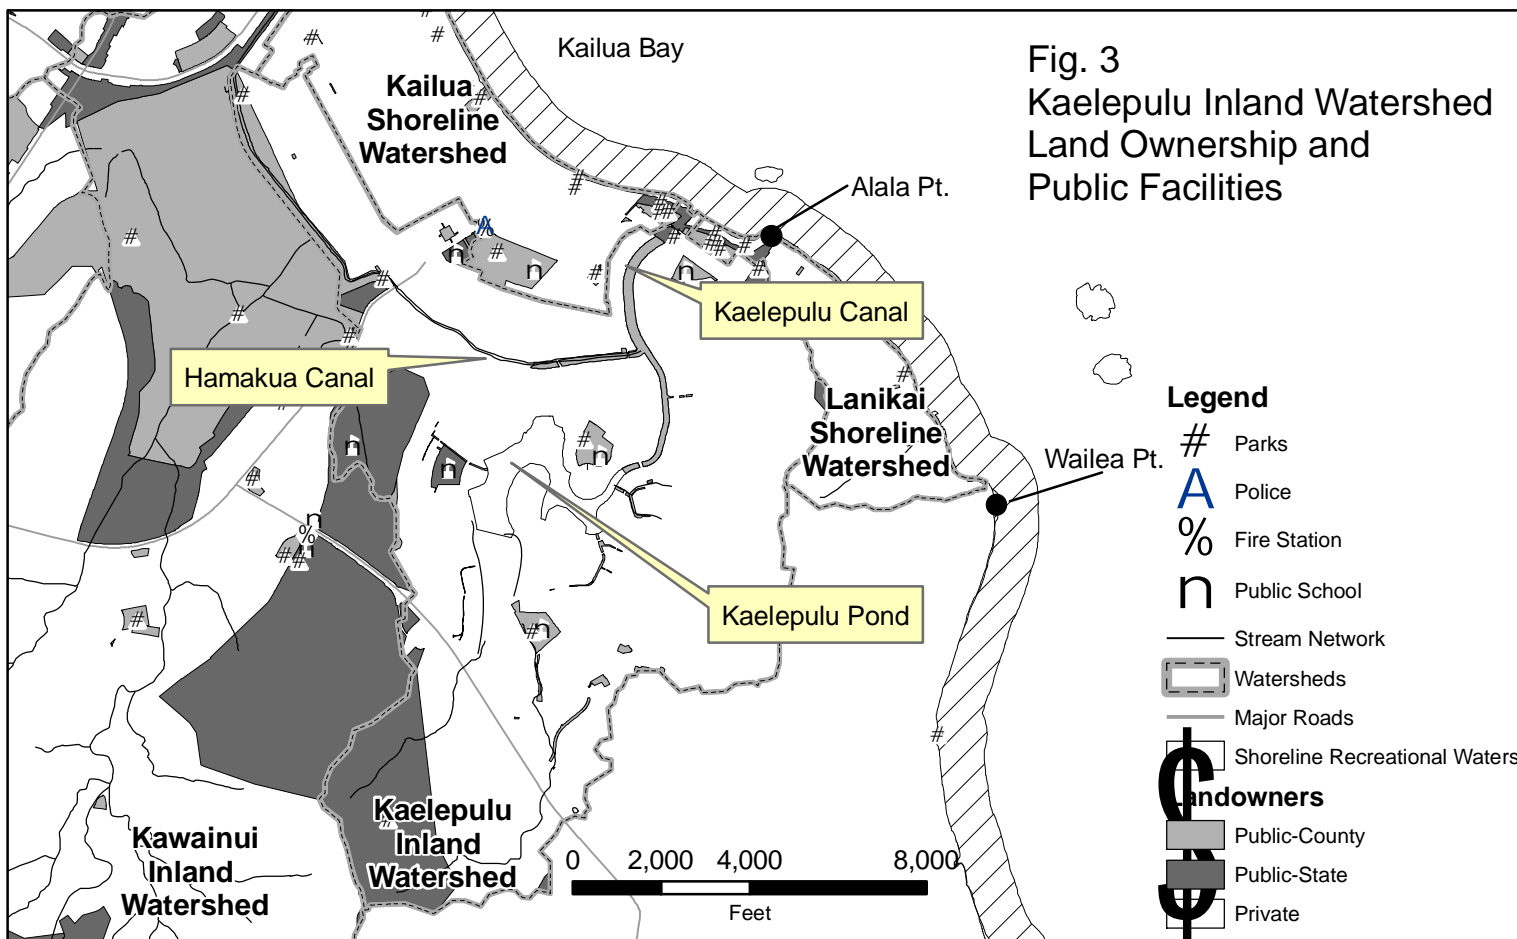 Kailua Bay
Fig. 3
Kaelepulu Inland Watershed
Land Ownership and
Public Facilities
Kailua
Shoreline
Watershed
Alala Pt.
Kaelepulu Canal
Hamakua Canal
Lanikai
Shoreline
Watershed
Wailea Pt.
Kaelepulu Pond
Kaelepulu
Inland
Watershed
Kawainui
Inland
Watershed
0 2,000 4,000 8,000
Feet
Legend
# Parks
A Police
% Fire Station
n Public School
Stream Network
Watersheds
Major Roads
Shoreline Recreational Waters
$
Landowners
Public-County
Public-State
Private